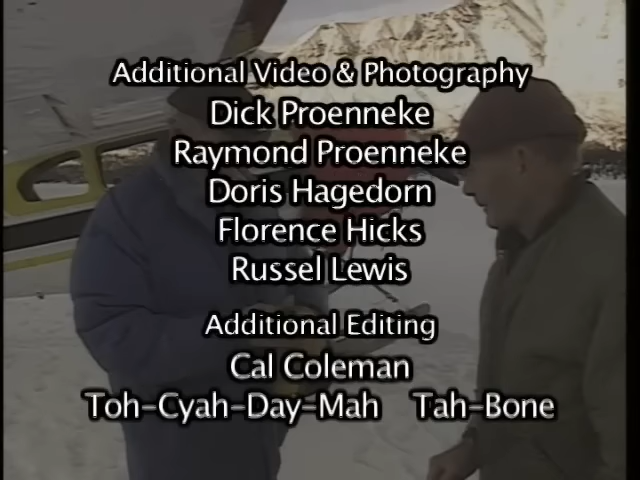 Additional Video & Photography
Dick Proenneke
Raymond Proenneke
Doris Hagedorn
Florence Hicks
Russel Lewis
Additional Editing
Cal Coleman
Toh-Cyah-Day-Mah Tah-Bone